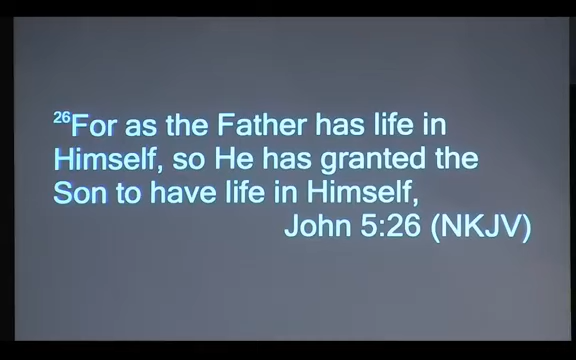 26For as the Father has life in
Himself, so He has granted the
Son to have life in Himself,
John 5:26 (NKJV)